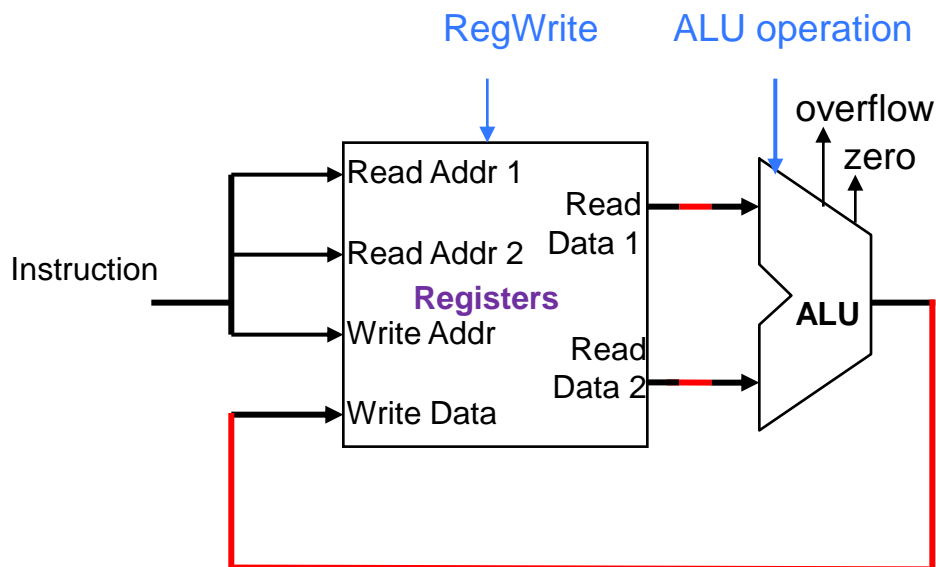 RegWrite
ALU operation
overflow
zero
Instruction
Read Addr 1
Read Addr 2
Registers
Write Addr
Write Data
Read
Data 1
Read
Data 2
ALU